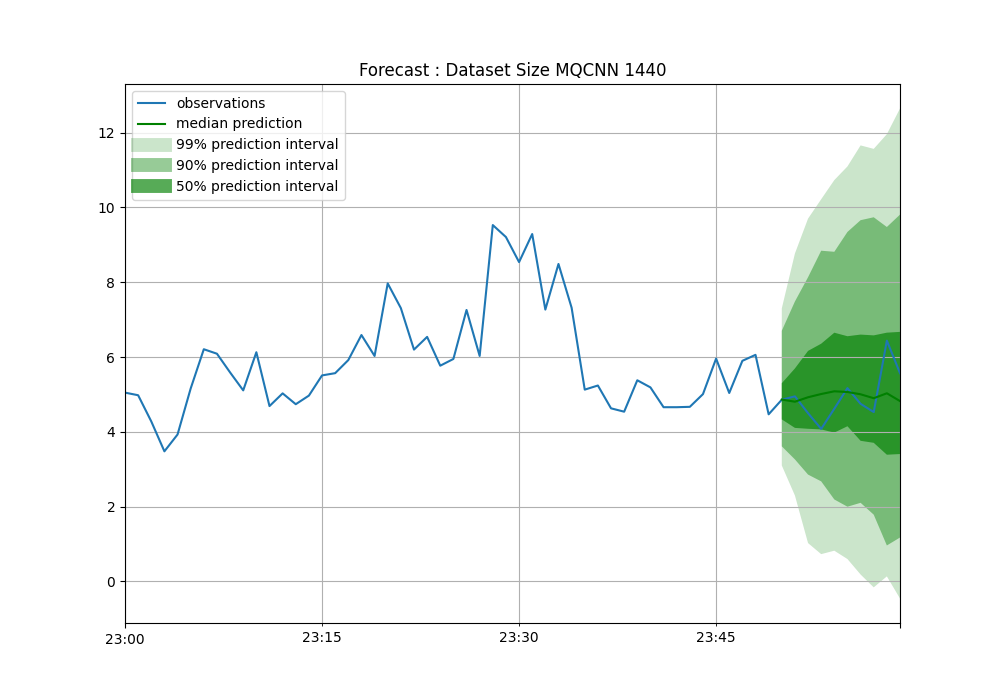 Forecast : Dataset Size MQCNN 1440
observations
median prediction
99% prediction interval
90% prediction interval
50% prediction interval
12
10
8
6
4
2
0
23:00 23:15 23:30 23:45